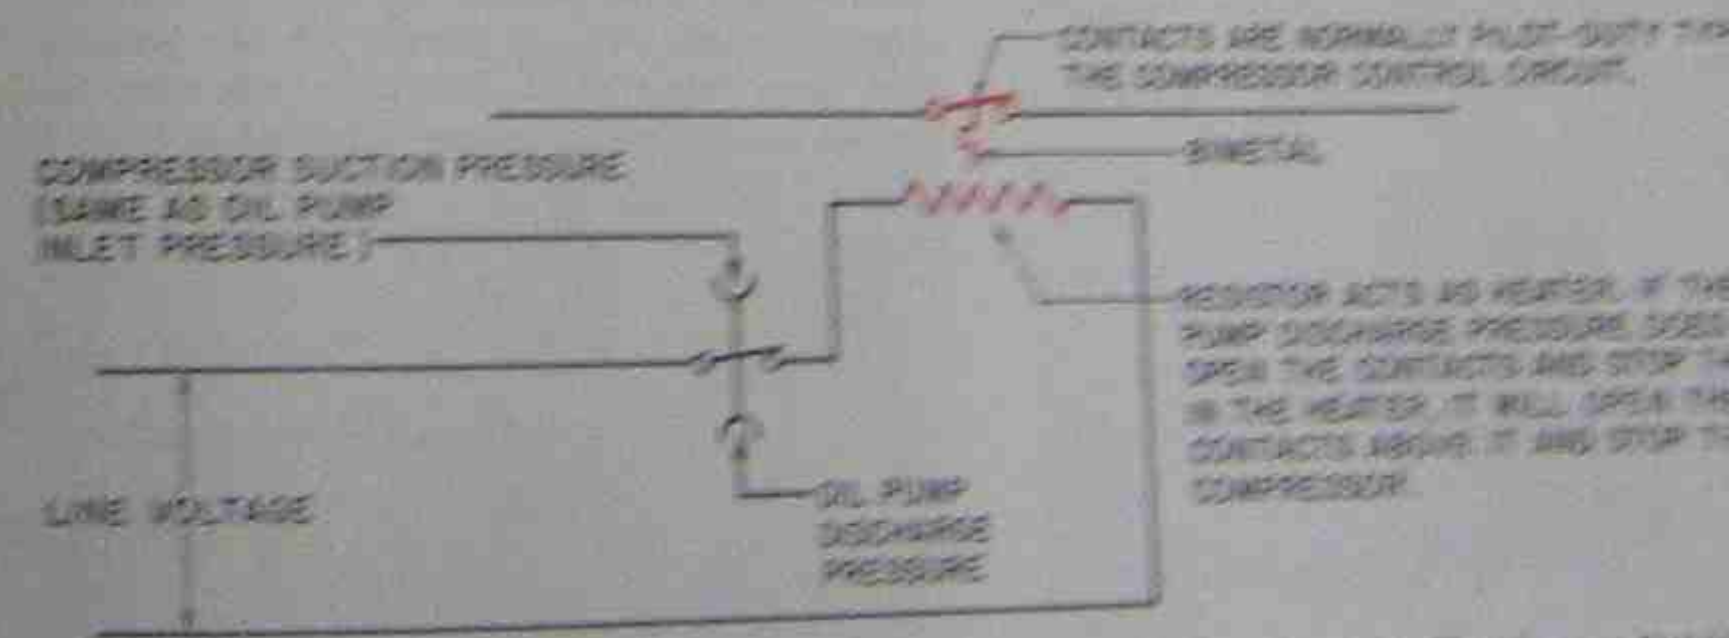 CONTACTS ARE NORMALLY PILOT-DUTY TYP
THE COMPRESSOR CONTROL CIRCUIT.
BIMETAL
COMPRESSOR SUCTION PRESSURE
(SAME AS OIL PUMP
INLET PRESSURE)
RESISTOR ACTS AS HEATER. IF THE
PUMP DISCHARGE PRESSURE DOES
OPEN THE CONTACTS AND STOP TH
IN THE HEATER, IT WILL OPEN THE
CONTACTS ABOVE IT AND STOP T
COMPRESSOR.
LINE VOLTAGE
OIL PUMP
DISCHARGE
PRESSURE